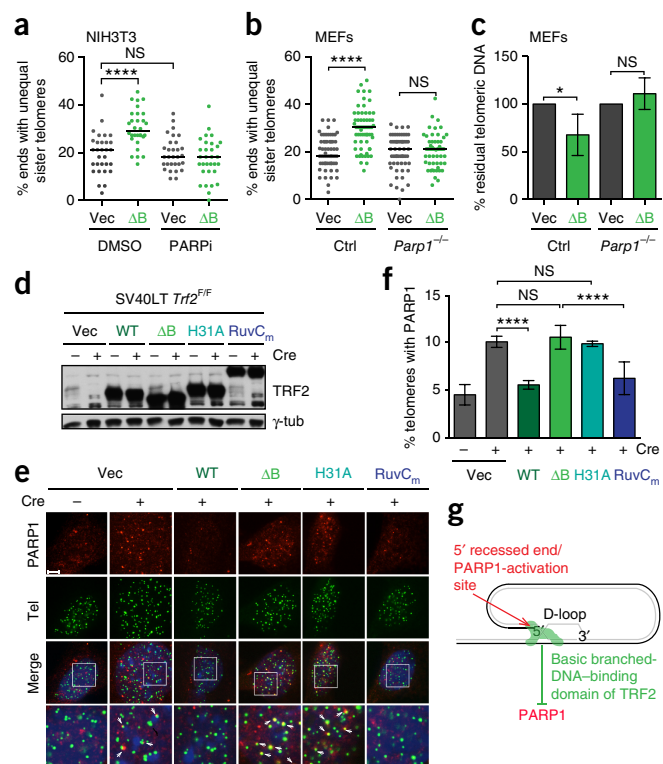 a
NIH3T3
NS
****
% ends with unequal
sister telomeres
60
40
20
0
Vec ΔB Vec ΔB
DMSO PARPi
b
MEFs
****
NS
% ends with unequal
sister telomeres
60
40
20
0
Vec ΔB Vec ΔB
Ctrl Parp1–/–
c
MEFs
NS
*
% residual telomeric DNA
150
100
50
0
Vec ΔB Vec ΔB
Ctrl Parp1–/–
d
SV40LT Trf2F/F
Vec WT ΔB H31A RuvCm
– + – + – + – + – + Cre
TRF2
γ-tub
e
Vec WT ΔB H31A RuvCm
Cre – + + + + +
PARP1
Tel
Merge
f
NS
NS
****
****
% telomeres with PARP1
15
10
5
0
– + + + + + Cre
Vec WT ΔB H31A RuvCm
g
5′ recessed end/
PARP1-activation
site
D-loop
5′
3′
Basic branched-
DNA–binding
domain of TRF2
PARP1